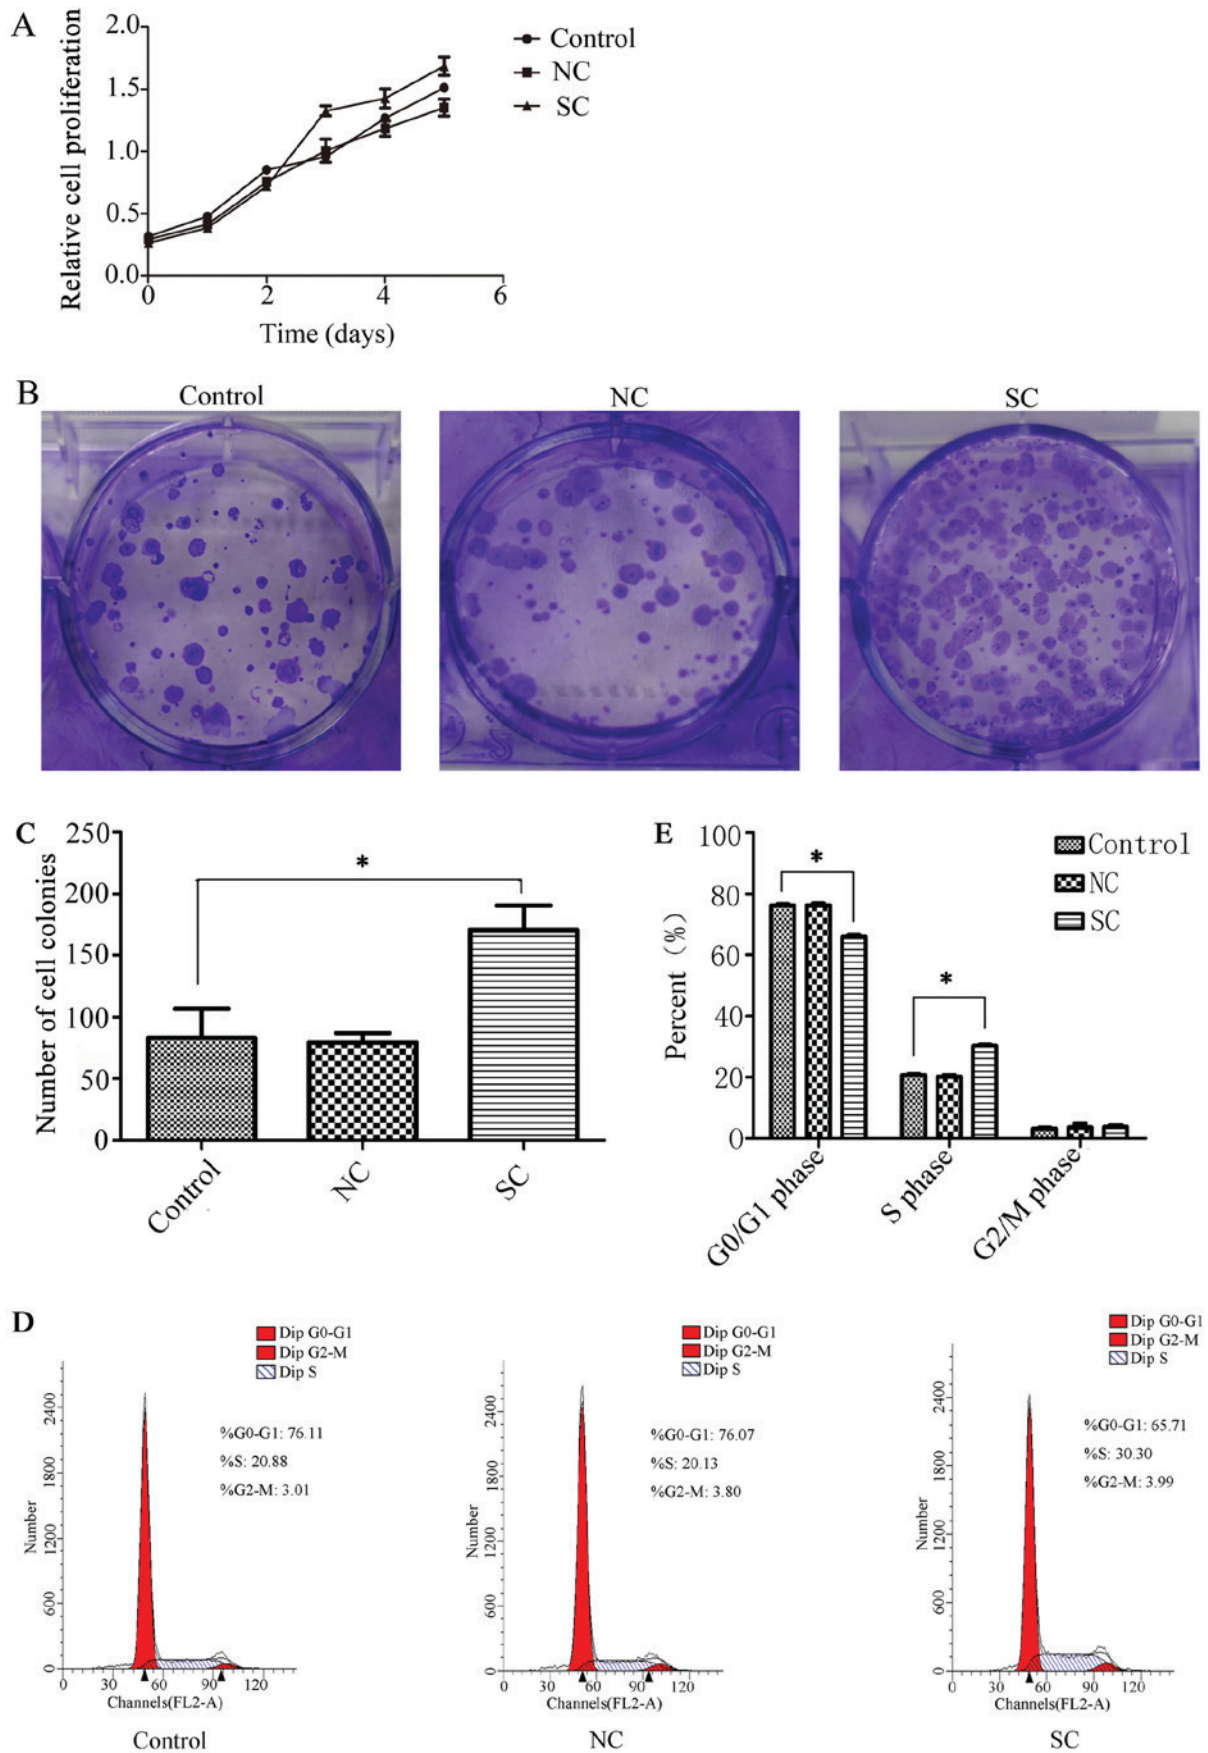 A
Relative cell proliferation
2.0
1.5
1.0
0.5
0.0
0 2 4 6
Time (days)
Control
NC
SC
B
Control NC SC
C
Number of cell colonies
250
200
150
100
50
0
*
Control NC SC
E
Percent (%)
100
80
60
40
20
0
* *
Control
NC
SC
G0/G1 phase S phase G2/M phase
D
Dip G0-G1
Dip G2-M
Dip S
%G0-G1: 76.11
%S: 20.88
%G2-M: 3.01
Number
2400
1800
1200
600
0
0 30 60 90 120
Channels(FL2-A)
Control
Dip G0-G1
Dip G2-M
Dip S
%G0-G1: 76.07
%S: 20.13
%G2-M: 3.80
Number
2400
1800
1200
600
0
0 30 60 90 120
Channels(FL2-A)
NC
Dip G0-G1
Dip G2-M
Dip S
%G0-G1: 65.71
%S: 30.30
%G2-M: 3.99
Number
2400
1800
1200
600
0
0 30 60 90 120
Channels(FL2-A)
SC